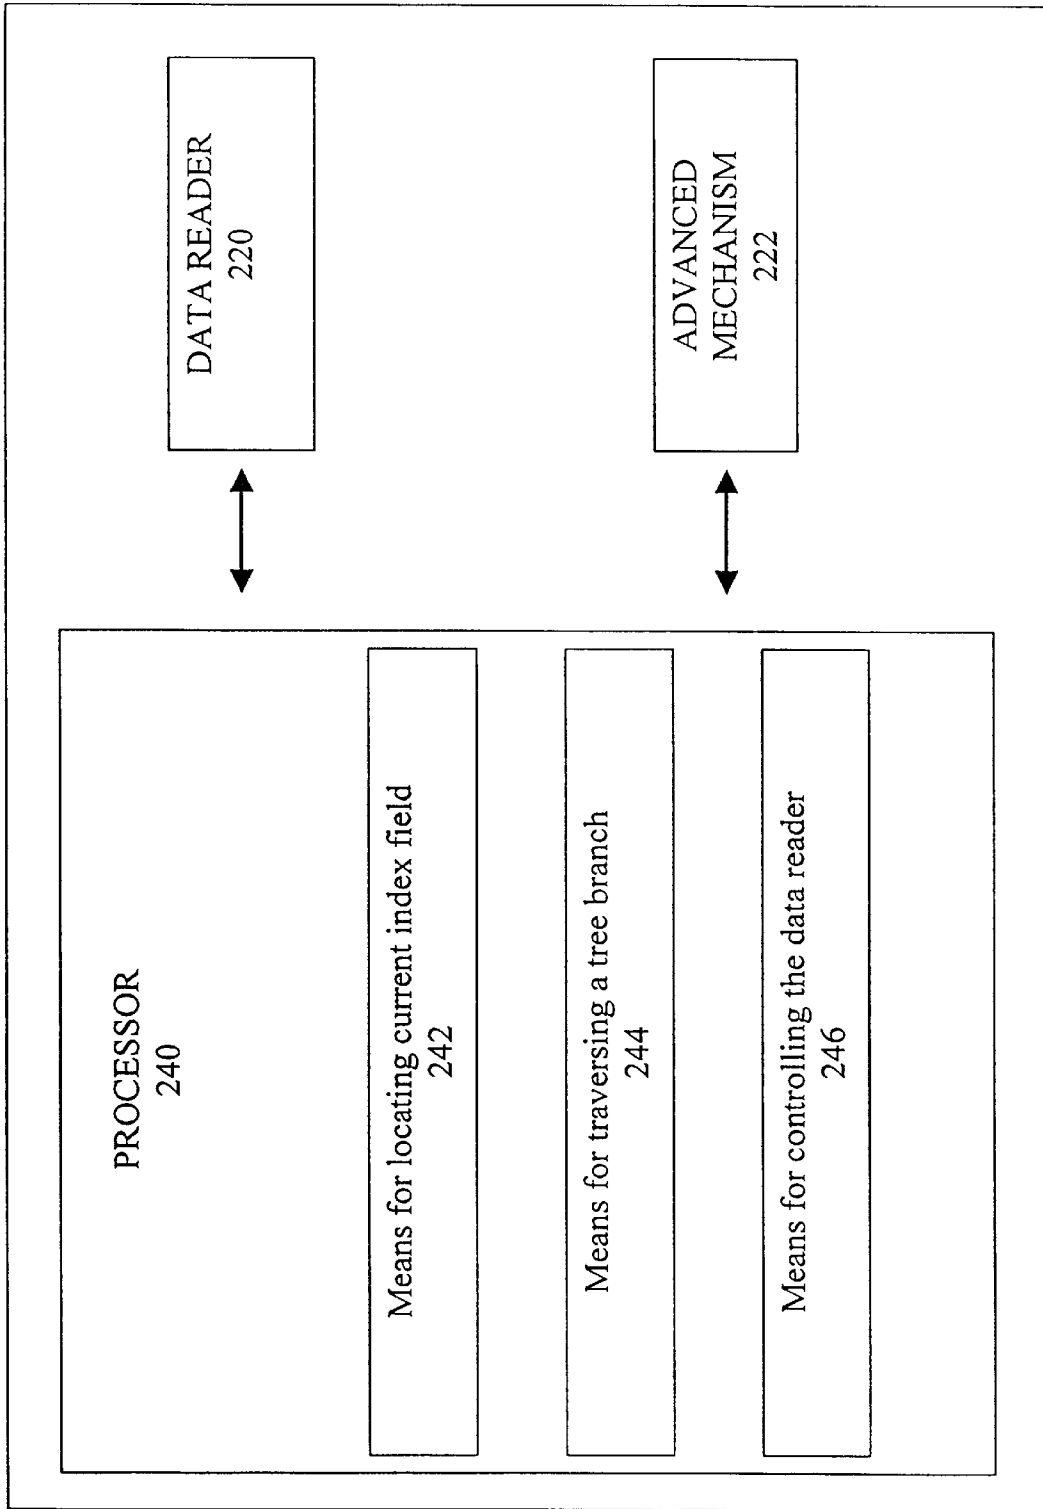 PROCESSOR
240
Means for locating current index field
242
Means for traversing a tree branch
244
Means for controlling the data reader
246
DATA READER
220
ADVANCED
MECHANISM
222